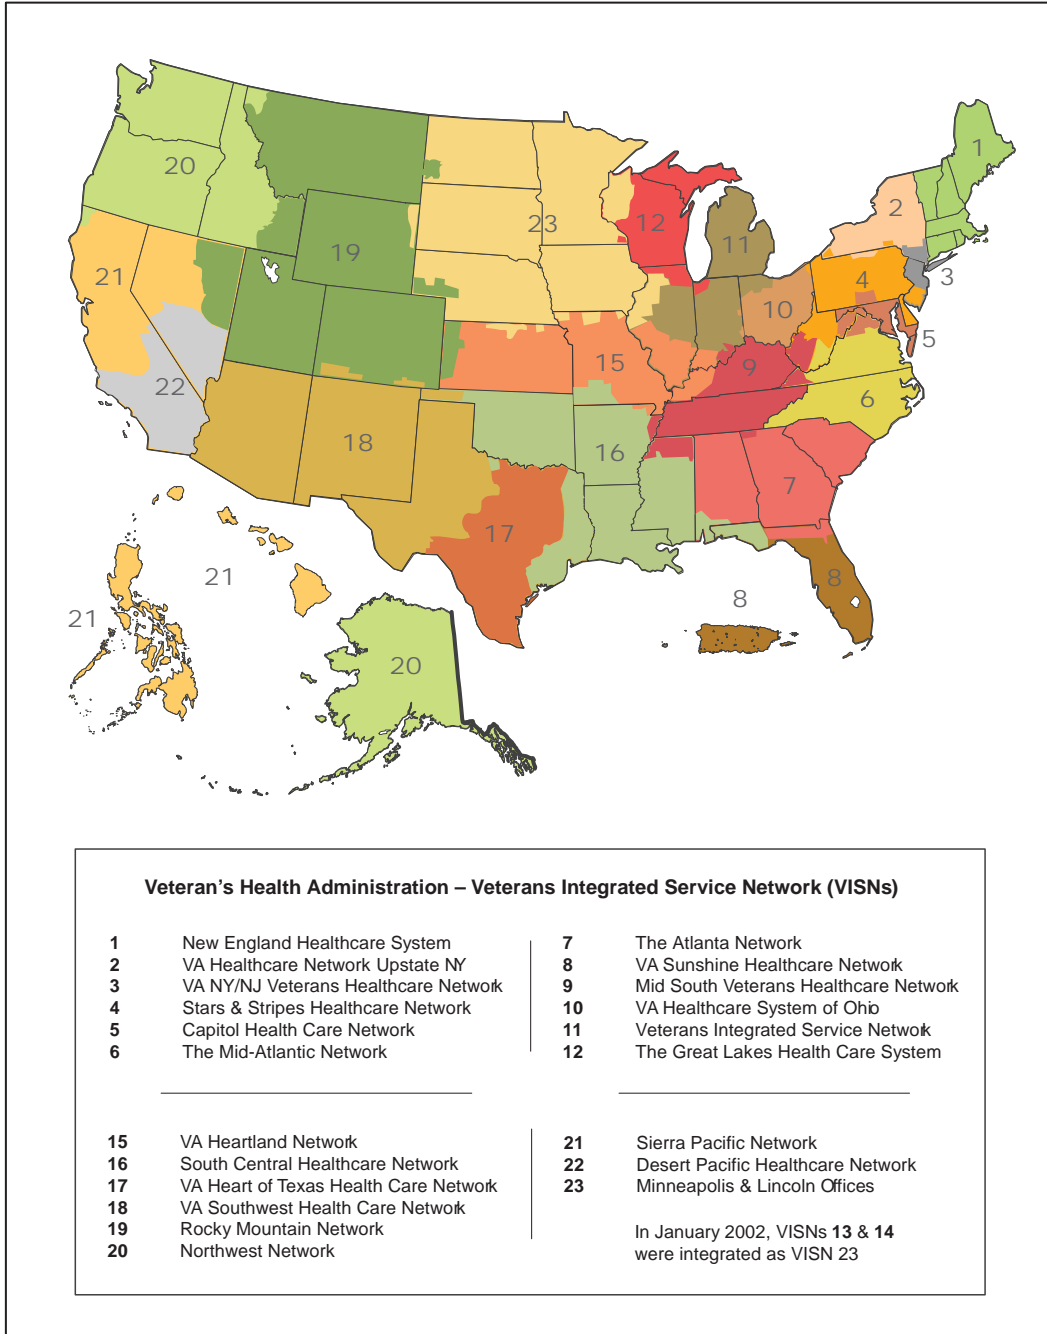 1
20
2
12
23
11
19
21
3
4
10
5
15
9
22
6
18
16
7
17
21
8
8
21
20
Veteran’s Health Administration – Veterans Integrated Service Network (VISNs)
1 New England Healthcare System
2 VA Healthcare Network Upstate NY
3 VA NY/NJ Veterans Healthcare Network
4 Stars & Stripes Healthcare Network
5 Capitol Health Care Network
6 The Mid-Atlantic Network
7 The Atlanta Network
8 VA Sunshine Healthcare Network
9 Mid South Veterans Healthcare Network
10 VA Healthcare System of Ohio
11 Veterans Integrated Service Network
12 The Great Lakes Health Care System
15 VA Heartland Network
16 South Central Healthcare Network
17 VA Heart of Texas Health Care Network
18 VA Southwest Health Care Network
19 Rocky Mountain Network
20 Northwest Network
21 Sierra Pacific Network
22 Desert Pacific Healthcare Network
23 Minneapolis & Lincoln Offices
In January 2002, VISNs 13 & 14
were integrated as VISN 23